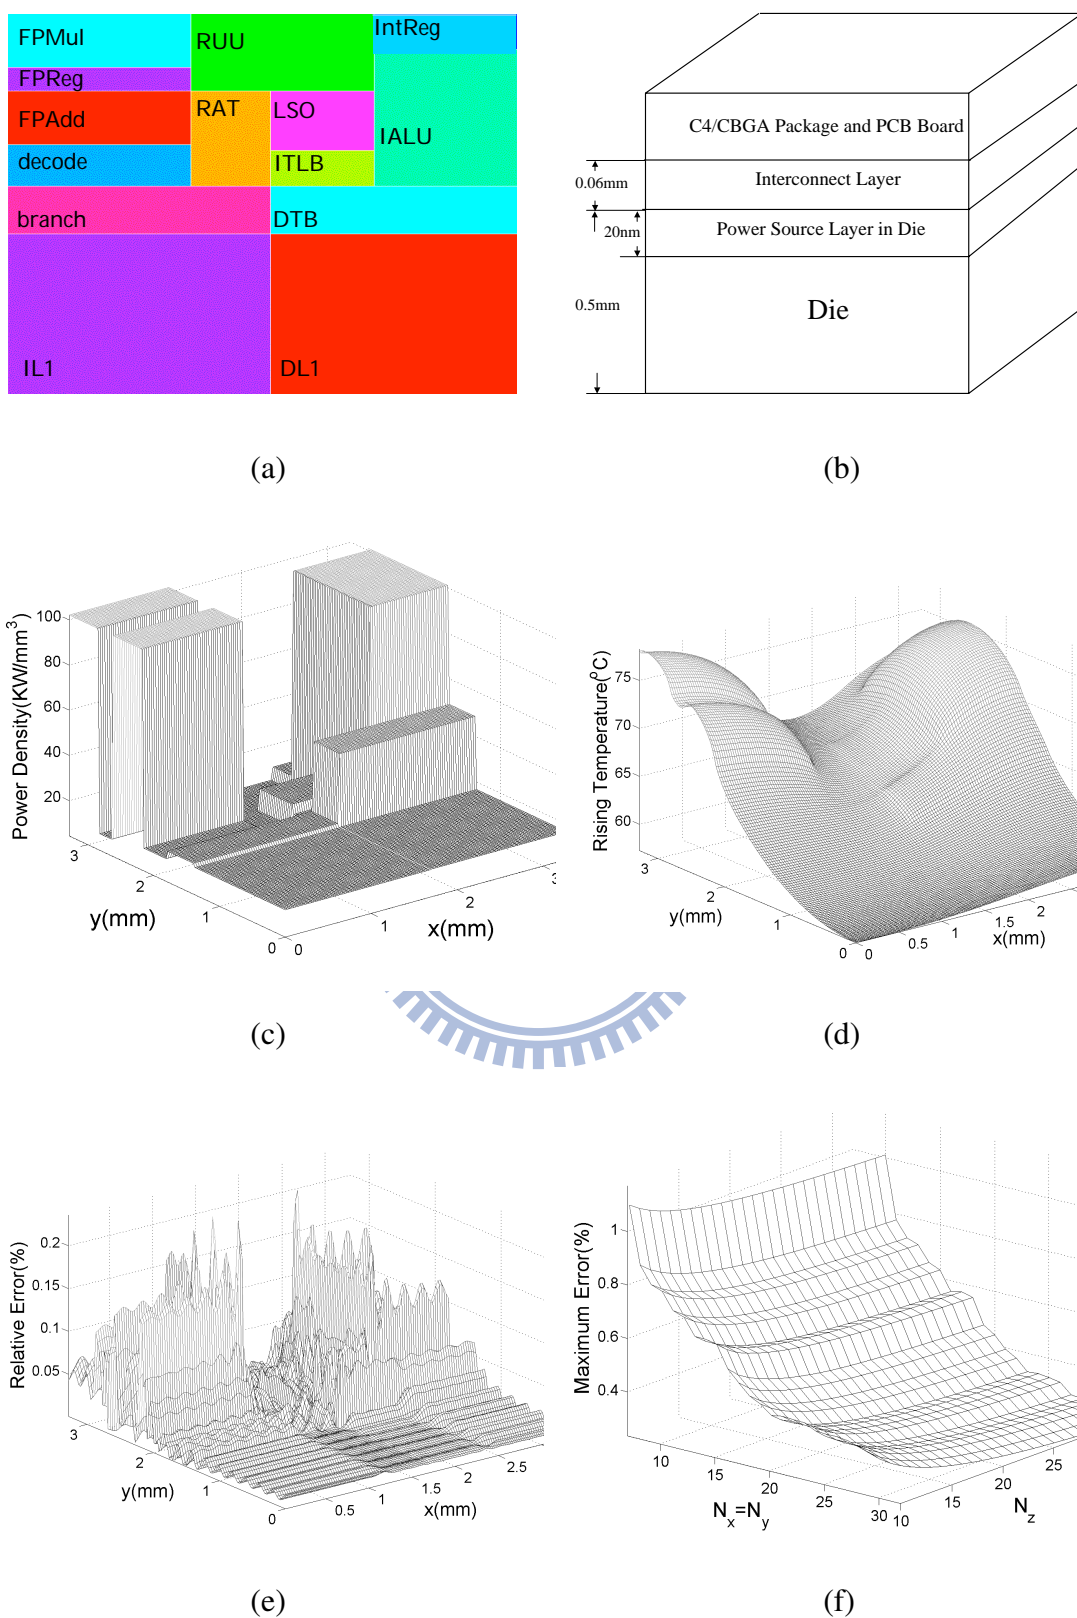 FPMul
RUU
IntReg
FPReg
FPAdd
RAT
LSO
IALU
decode
ITLB
branch
DTB
IL1
DL1
(a)
C4/CBGA Package and PCB Board
0.06mm
Interconnect Layer
20nm
Power Source Layer in Die
0.5mm
Die
(b)
Power Density(KW/mm³)
100
80
60
40
20
3
2
1
0
y(mm)
0
1
2
3
x(mm)
(c)
Rising Temperature(⁰C)
75
70
65
60
3
2
1
0
y(mm)
0
0.5
1
1.5
2
x(mm)
(d)
Relative Error(%)
0.2
0.15
0.1
0.05
3
2
1
0
y(mm)
0.5
1
2
2.5
x(mm)
(e)
Maximum Error(%)
1
0.8
0.6
0.4
10
15
20
25
30
N_x=N_y
10
15
20
25
N_z
(f)